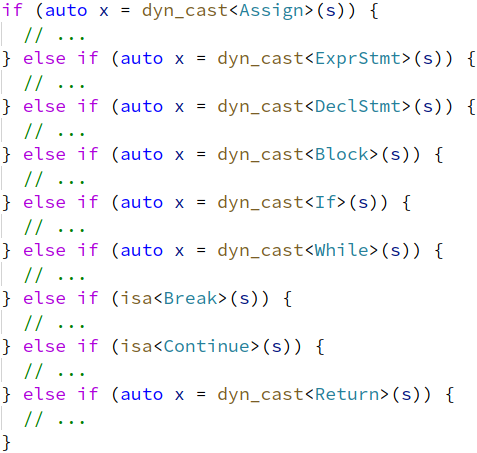 if (auto x = dyn_cast<Assign>(s)) {
  // ...
} else if (auto x = dyn_cast<ExprStmt>(s)) {
  // ...
} else if (auto x = dyn_cast<DeclStmt>(s)) {
  // ...
} else if (auto x = dyn_cast<Block>(s)) {
  // ...
} else if (auto x = dyn_cast<If>(s)) {
  // ...
} else if (auto x = dyn_cast<While>(s)) {
  // ...
} else if (isa<Break>(s)) {
  // ...
} else if (isa<Continue>(s)) {
  // ...
} else if (auto x = dyn_cast<Return>(s)) {
  // ...
}